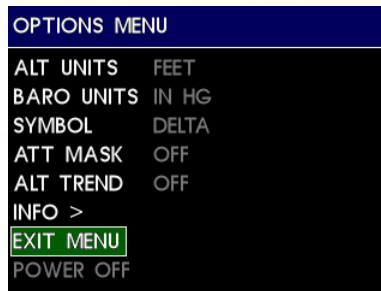 OPTIONS MENU
ALT UNITS FEET
BARO UNITS IN HG
SYMBOL DELTA
ATT MASK OFF
ALT TREND OFF
INFO >
EXIT MENU
POWER OFF